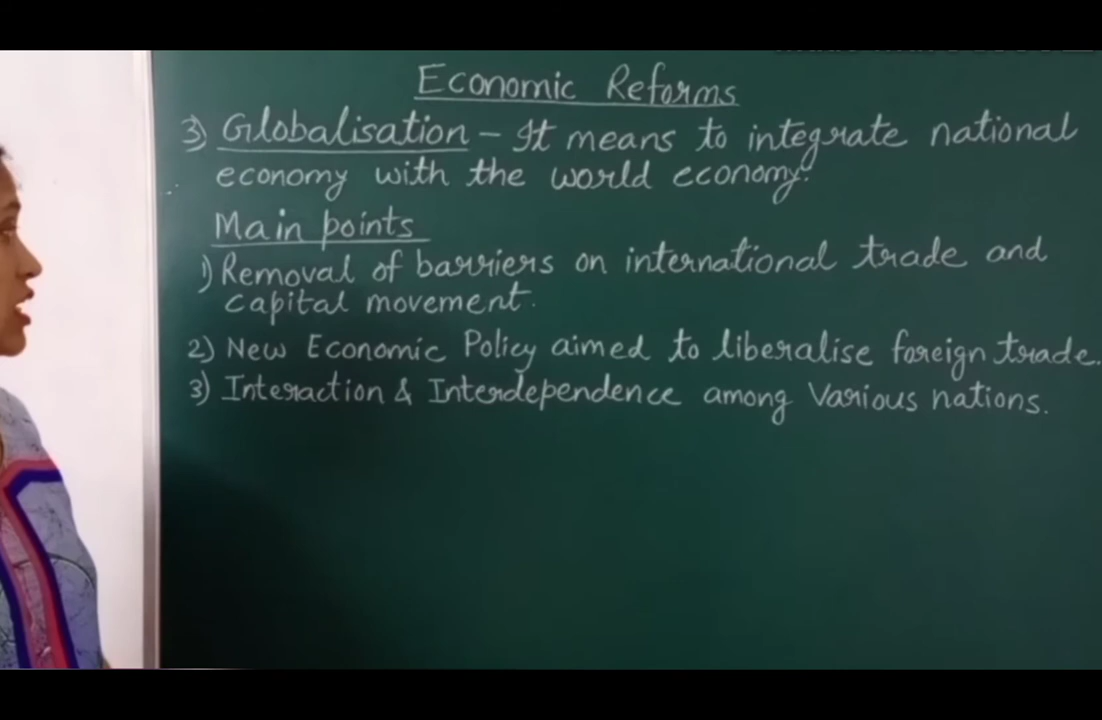 Economic Reforms
3) Globalisation – It means to integrate national
economy with the world economy.
Main points
1) Removal of barriers on international trade and
capital movement.
2) New Economic Policy aimed to liberalise foreign trade.
3) Interaction & Interdependence among Various nations.